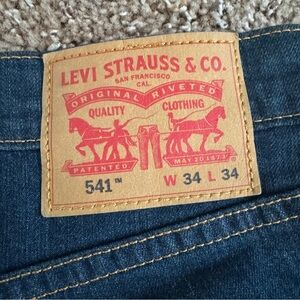 LEVI STRAUSS & CO.
SAN FRANCISCO
CAL.
ORIGINAL RIVETED
QUALITY CLOTHING
PATENTED MAY 20 1873
541™ W 34 L 34